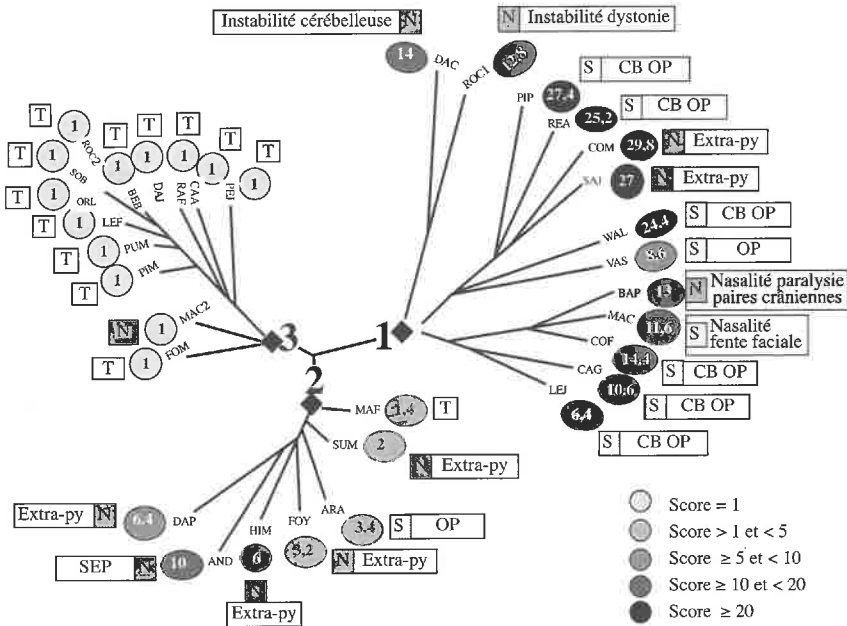 Instabilité cérébelleuse N
N Instabilité dystonie
14
DAC
ROC1
12,8
PIP
27,4
S CB OP
REA
25,2
S CB OP
COM
29,8
N Extra-py
SAJ
27
N Extra-py
WAL
24,4
S CB OP
VAS
8,6
S OP
BAP
13
N Nasalité paralysie
paires crâniennes
MAC
11,6
S Nasalité
fente faciale
COF
14,4
S CB OP
CAG
10,6
S CB OP
LEJ
6,4
S CB OP
1
T
1
ROC2
T
1
SOB
T
1
ORL
T
1
LEF
T
1
PUM
T
1
PIM
T
1
BEB
T
1
DAJ
T
1
RAF
T
1
CAA
T
1
PEJ
N
1
MAC2
T
1
FOM
3
2
MAF
1,4
T
SUM
2
N Extra-py
ARA
3,4
S OP
FOY
5,2
N Extra-py
HIM
6
N
Extra-py
AND
10
SEP N
DAP
6,4
Extra-py N
Score = 1
Score > 1 et < 5
Score ≥ 5 et < 10
Score ≥ 10 et < 20
Score ≥ 20